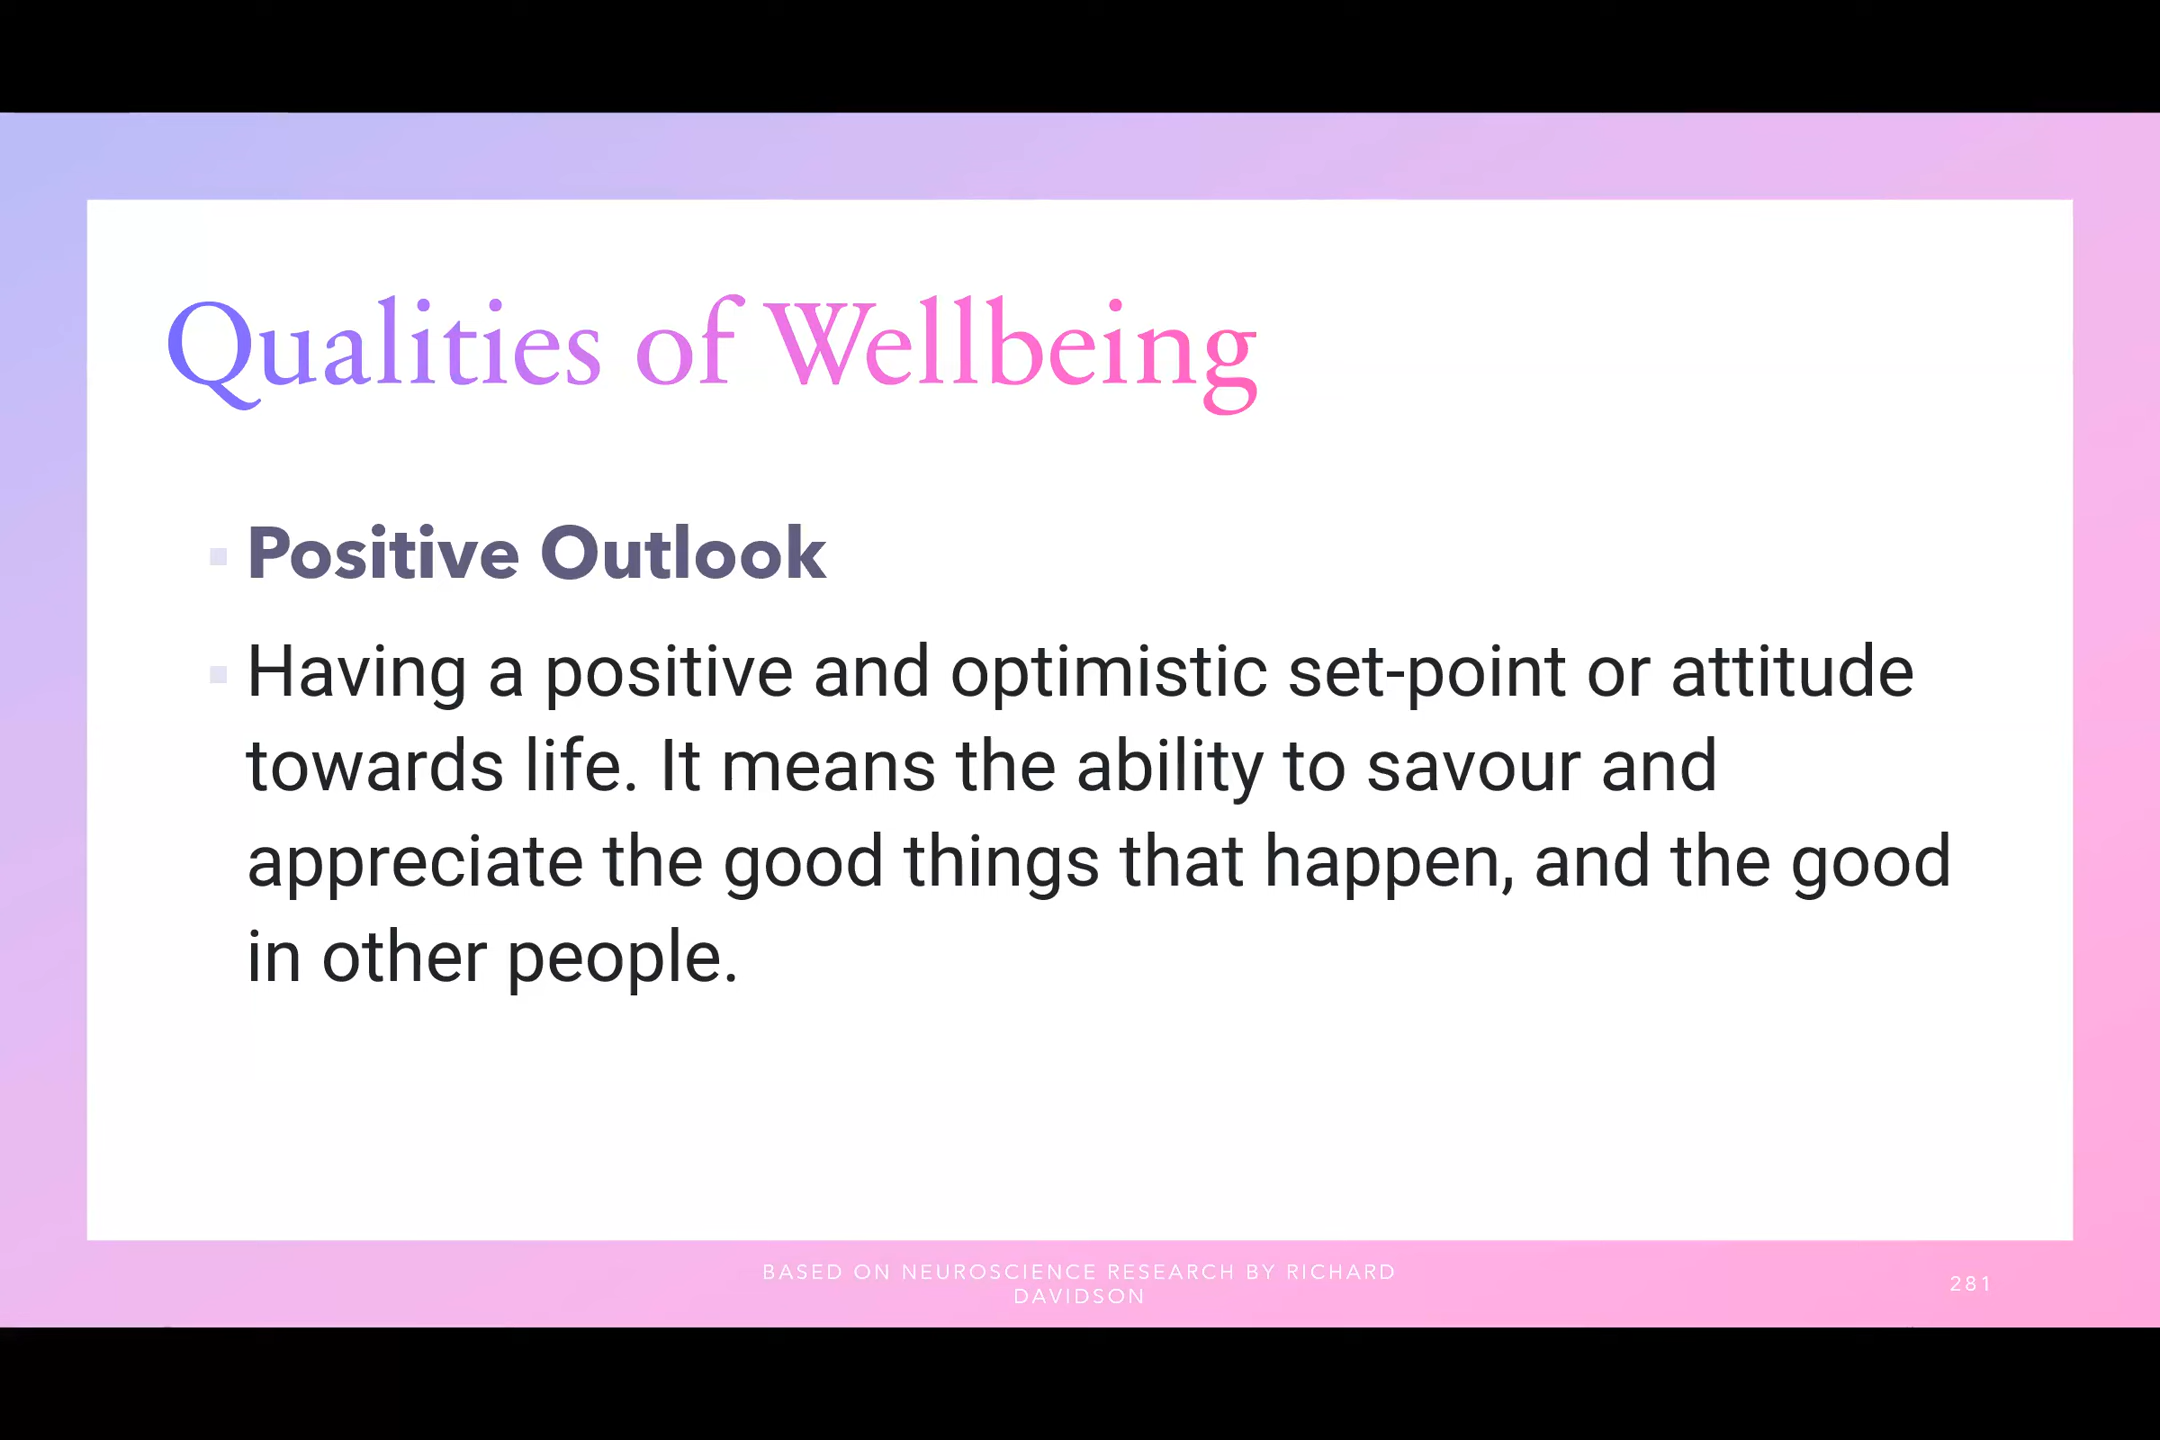 Qualities of Wellbeing
Positive Outlook
Having a positive and optimistic set-point or attitude
towards life. It means the ability to savour and
appreciate the good things that happen, and the good
in other people.
BASED ON NEUROSCIENCE RESEARCH BY RICHARD
DAVIDSON
281